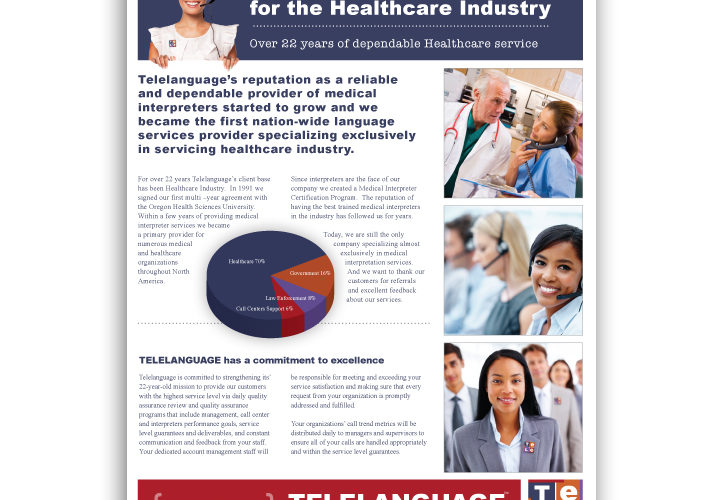 for the Healthcare Industry
Over 22 years of dependable Healthcare service
Telelanguage's reputation as a reliable
and dependable provider of medical
interpreters started to grow and we
became the first nation-wide language
services provider specializing exclusively
in servicing healthcare industry.
For over 22 years Telelanguage's client base
has been Healthcare Industry. In 1991 we
signed our first multi –year agreement with
the Oregon Health Sciences University.
Within a few years of providing medical
interpreter services we became
a primary provider for
numerous medical
and healthcare
organizations
throughout North
America.
Since interpreters are the face of our
company we created a Medical Interpreter
Certification Program. The reputation of
having the best trained medical interpreters
in the industry has followed us for years.
Today, we are still the only
company specializing almost
exclusively in medical
interpretation services.
And we want to thank our
customers for referrals
and excellent feedback
about our services.
Healthcare 70%
Government 16%
Law Enforcement 8%
Call Centers Support 6%
TELELANGUAGE has a commitment to excellence
Telelanguage is committed to strengthening its'
22-year-old mission to provide our customers
with the highest service level via daily quality
assurance review and quality assurance
programs that include management, call center
and interpreters performance goals, service
level guarantees and deliverables, and constant
communication and feedback from your staff.
Your dedicated account management staff will
be responsible for meeting and exceeding your
service satisfaction and making sure that every
request from your organization is promptly
addressed and fulfilled.
Your organizations' call trend metrics will be
distributed daily to managers and supervisors to
ensure all of your calls are handled appropriately
and within the service level guarantees.
TELELANGUAGE
Te